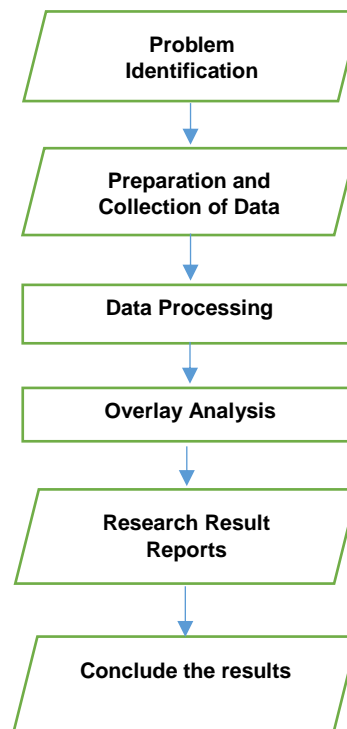 Problem
Identification
Preparation and
Collection of Data
Data Processing
Overlay Analysis
Research Result
Reports
Conclude the results